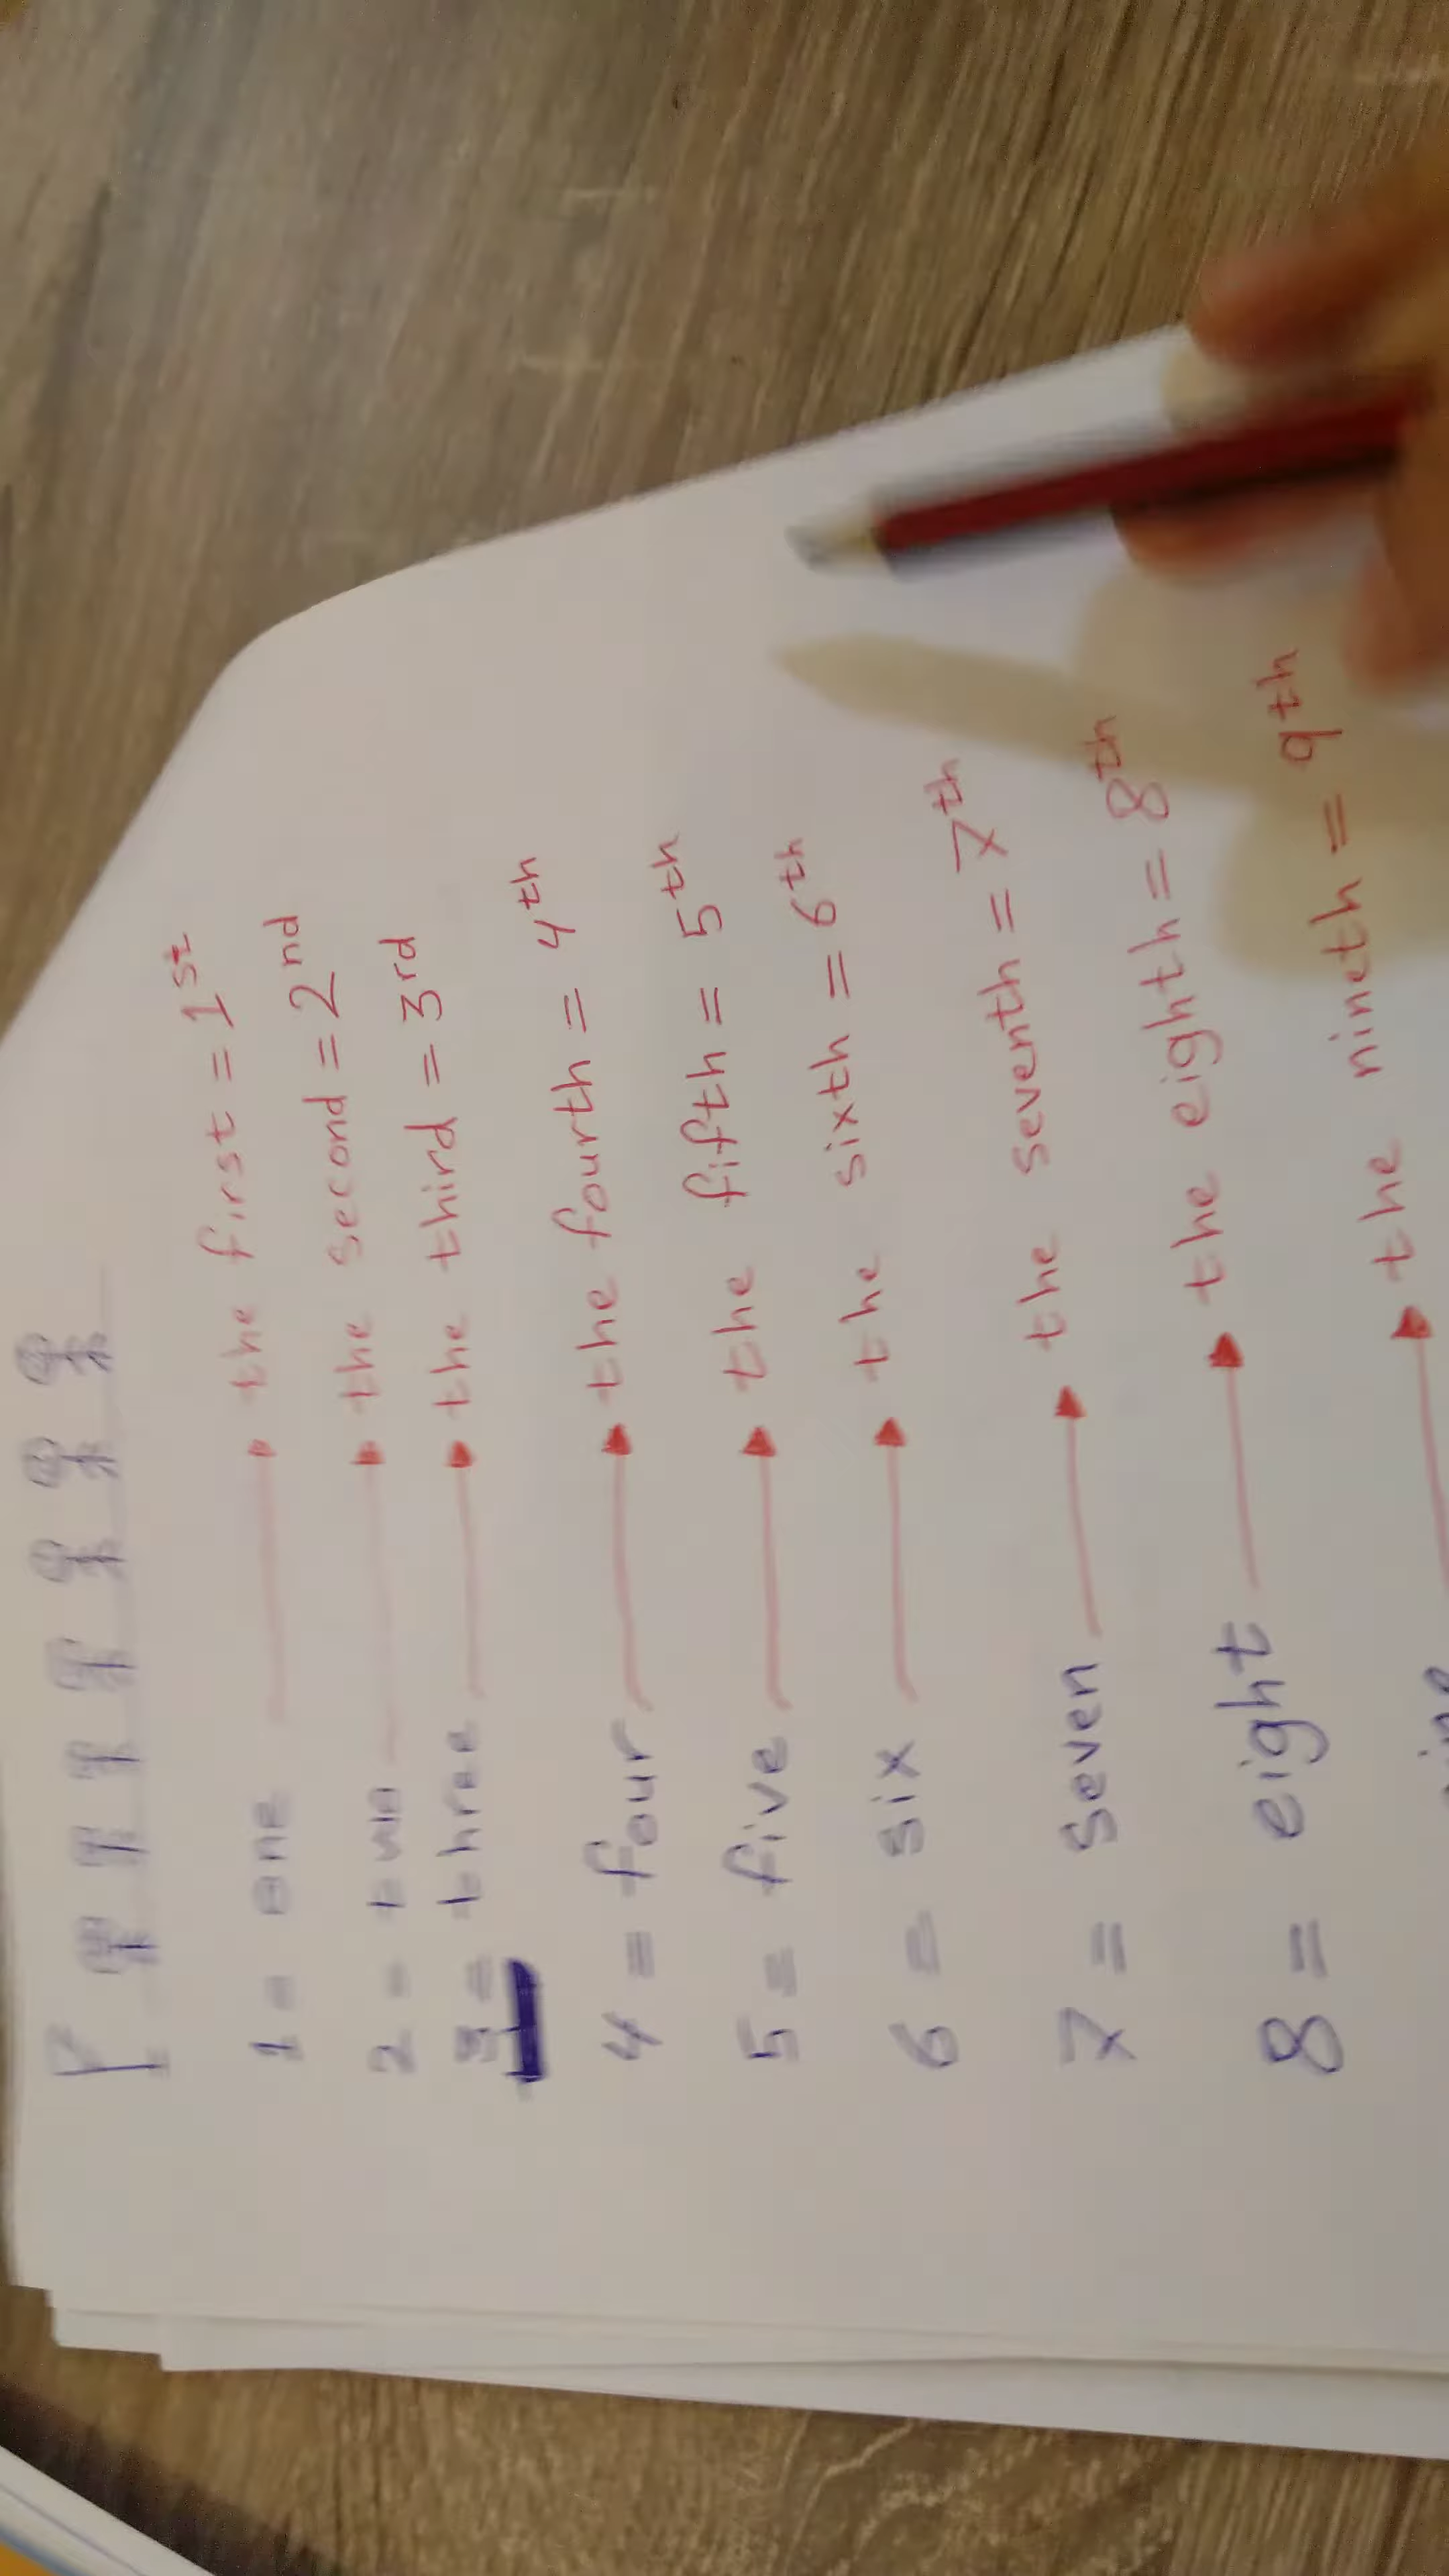 1 = one → the first = 1st
2 = two → the second = 2nd
3 = three → the third = 3rd
4 = four → the fourth = 4th
5 = five → the fifth = 5th
6 = six → the sixth = 6th
7 = seven → the seventh = 7th
8 = eight → the eighth = 8th
→ the nineth = 9th